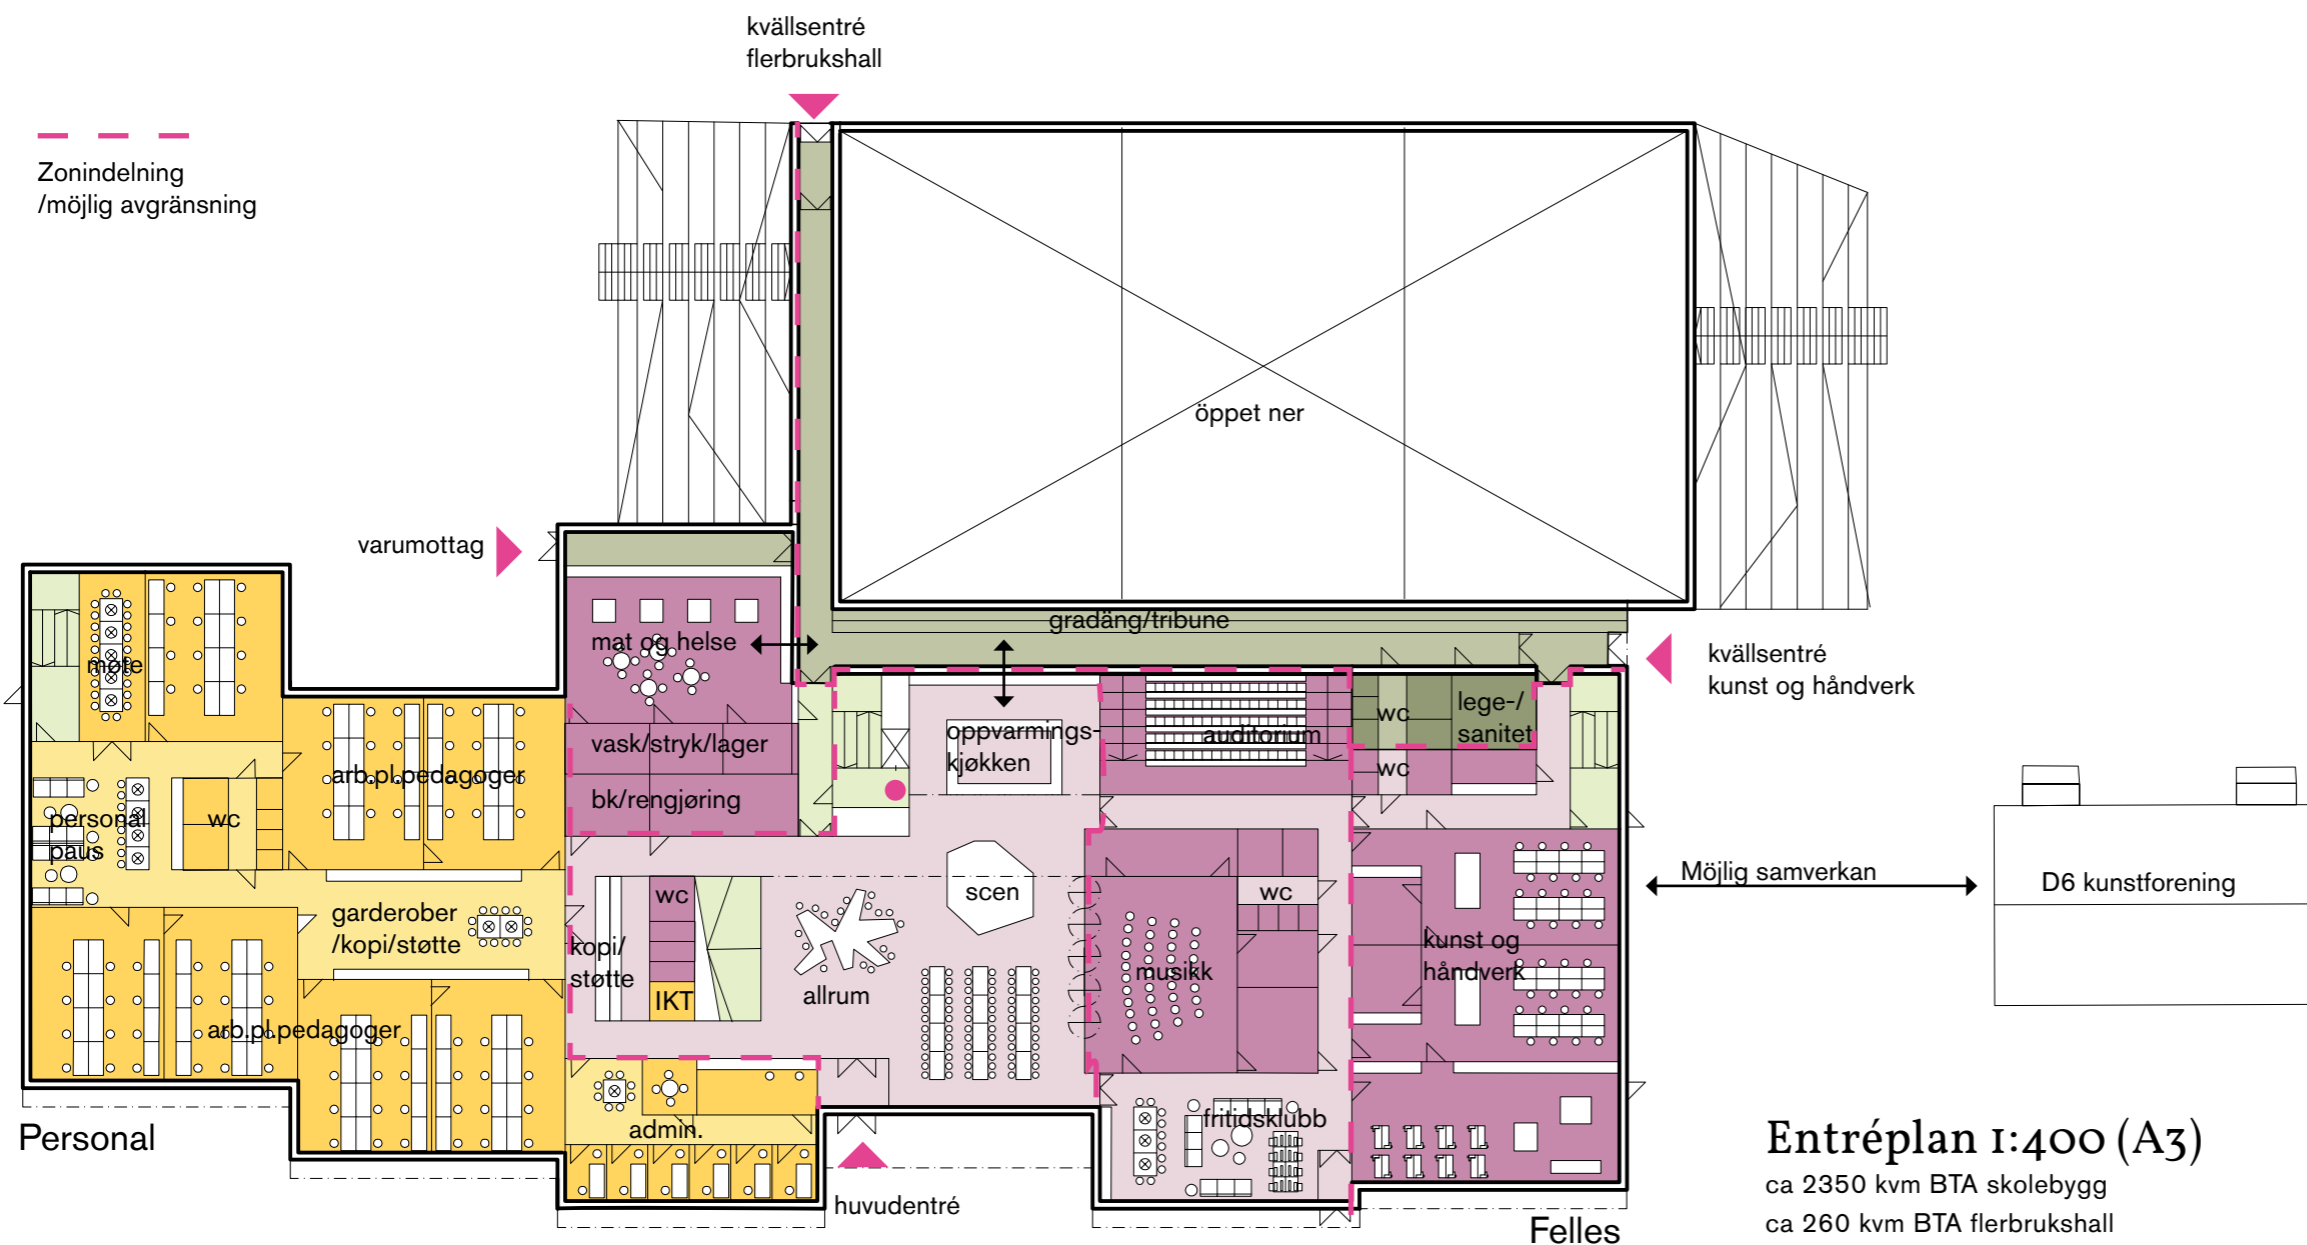 kvällsentré
flerbrukshall
Zonindelning
/möjlig avgränsning
öppet ner
varumottag
gradäng/tribune
mat og helse
kvällsentré
kunst og håndverk
møte
wc
lege-/
sanitet
vask/stryk/lager
oppvarmings-
kjøkken
auditorium
wc
arb.pl.pedagoger
bk/rengjøring
personal
paus
wc
Möjlig samverkan
D6 kunstforening
wc
scen
wc
garderober
/kopi/støtte
kopi/
støtte
kunst og
håndverk
musikk
IKT
allrum
arb.pl.pedagoger
admin.
fritidsklubb
Personal
huvudentré
Felles
Entréplan 1:400 (A3)
ca 2350 kvm BTA skolebygg
ca 260 kvm BTA flerbrukshall